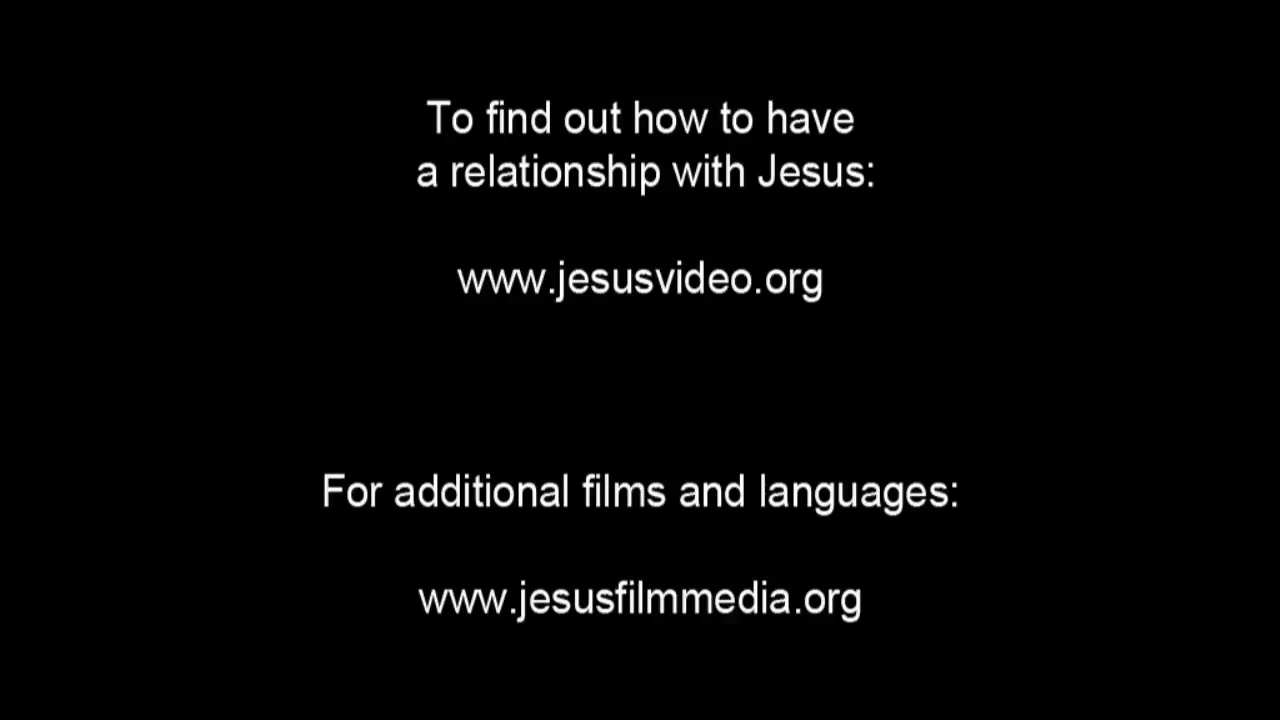 To find out how to have
a relationship with Jesus:
www.jesusvideo.org
For additional films and languages:
www.jesusfilmmedia.org